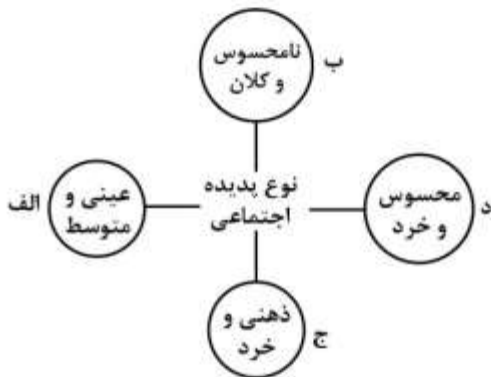 نامحسوس
و کلان
ب
نوع پدیده
اجتماعی
محسوس
و خرد
د
عینی و
متوسط
الف
ذهنی و
خرد
ج